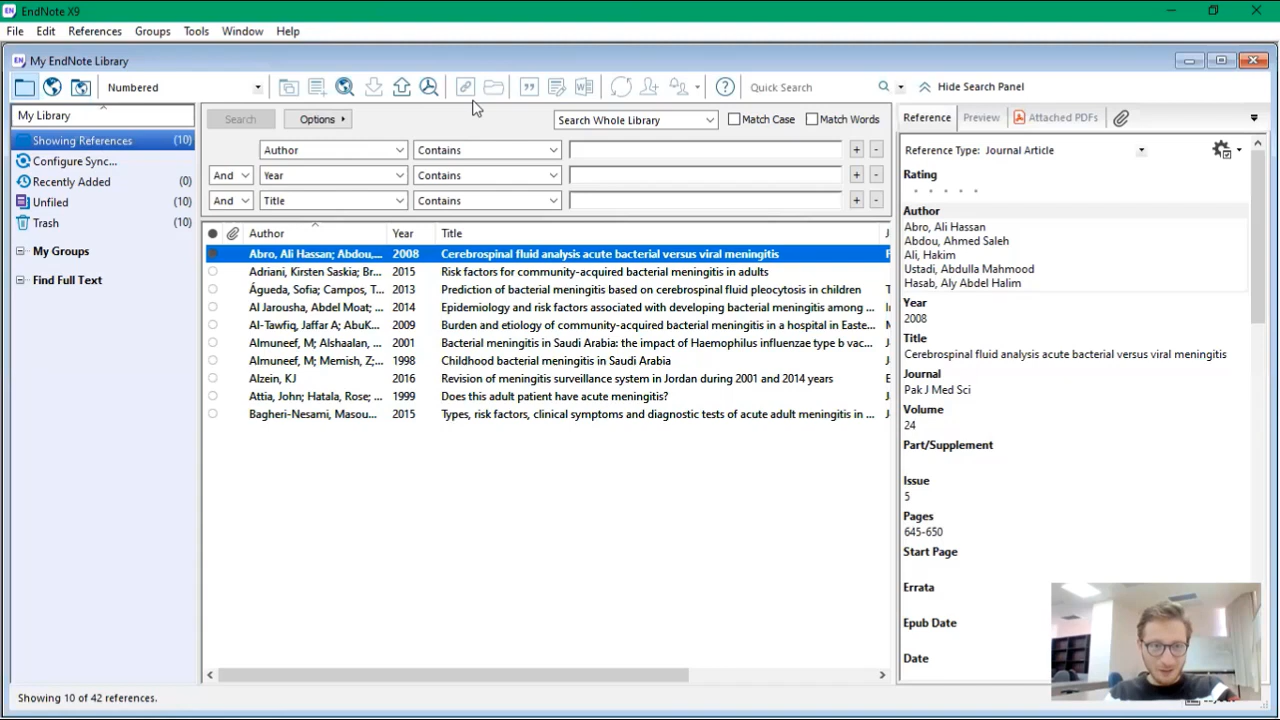 EN EndNote X9
File Edit References Groups Tools Window Help
EN My EndNote Library
Numbered
Quick Search
Hide Search Panel
My Library
Showing References (10)
Configure Sync...
Recently Added (0)
Unfiled (10)
Trash (10)
My Groups
Find Full Text
Search Options Search Whole Library Match Case Match Words
Author Contains + -
And Year Contains + -
And Title Contains + -
Author Year Title
Abro, Ali Hassan; Abdou,... 2008 Cerebrospinal fluid analysis acute bacterial versus viral meningitis
Adriani, Kirsten Saskia; Br... 2015 Risk factors for community-acquired bacterial meningitis in adults
Águeda, Sofia; Campos, T... 2013 Prediction of bacterial meningitis based on cerebrospinal fluid pleocytosis in children
Al Jarousha, Abdel Moat; ... 2014 Epidemiology and risk factors associated with developing bacterial meningitis among ...
Al-Tawfiq, Jaffar A; AbuK... 2009 Burden and etiology of community-acquired bacterial meningitis in a hospital in Easte...
Almuneef, M; Alshaalan, ... 2001 Bacterial meningitis in Saudi Arabia: the impact of Haemophilus influenzae type b vac...
Almuneef, M; Memish, Z; ... 1998 Childhood bacterial meningitis in Saudi Arabia
Alzein, KJ 2016 Revision of meningitis surveillance system in Jordan during 2001 and 2014 years
Attia, John; Hatala, Rose; ... 1999 Does this adult patient have acute meningitis?
Bagheri-Nesami, Masou... 2015 Types, risk factors, clinical symptoms and diagnostic tests of acute adult meningitis in ...
Reference Preview Attached PDFs
Reference Type: Journal Article
Rating
Author
Abro, Ali Hassan
Abdou, Ahmed Saleh
Ali, Hakim
Ustadi, Abdulla Mahmood
Hasab, Aly Abdel Halim
Year
2008
Title
Cerebrospinal fluid analysis acute bacterial versus viral meningitis
Journal
Pak J Med Sci
Volume
24
Part/Supplement
Issue
5
Pages
645-650
Start Page
Errata
Epub Date
Date
Showing 10 of 42 references.